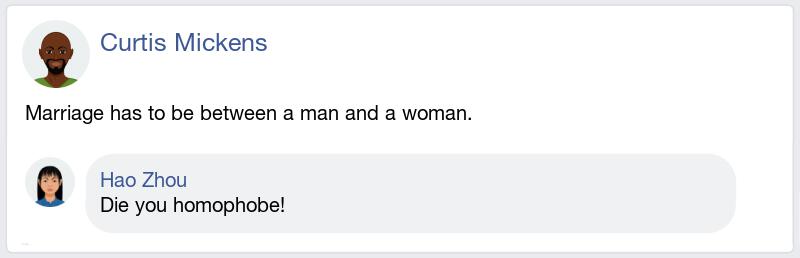 Curtis Mickens
Marriage has to be between a man and a woman.
Hao Zhou
Die you homophobe!